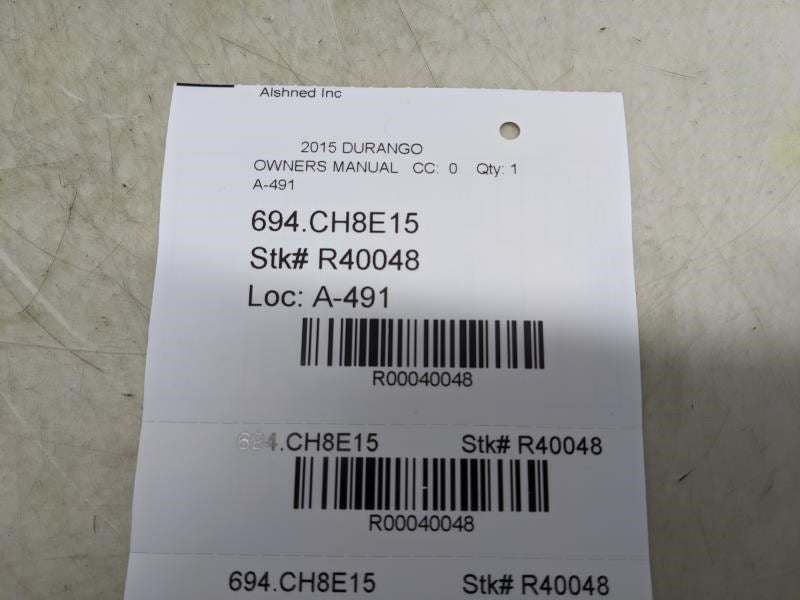 Alshned Inc
2015 DURANGO
OWNERS MANUAL CC: 0 Qty: 1
A-491
694.CH8E15
Stk# R40048
Loc: A-491
R00040048
694.CH8E15 Stk# R40048
R00040048
694.CH8E15 Stk# R40048